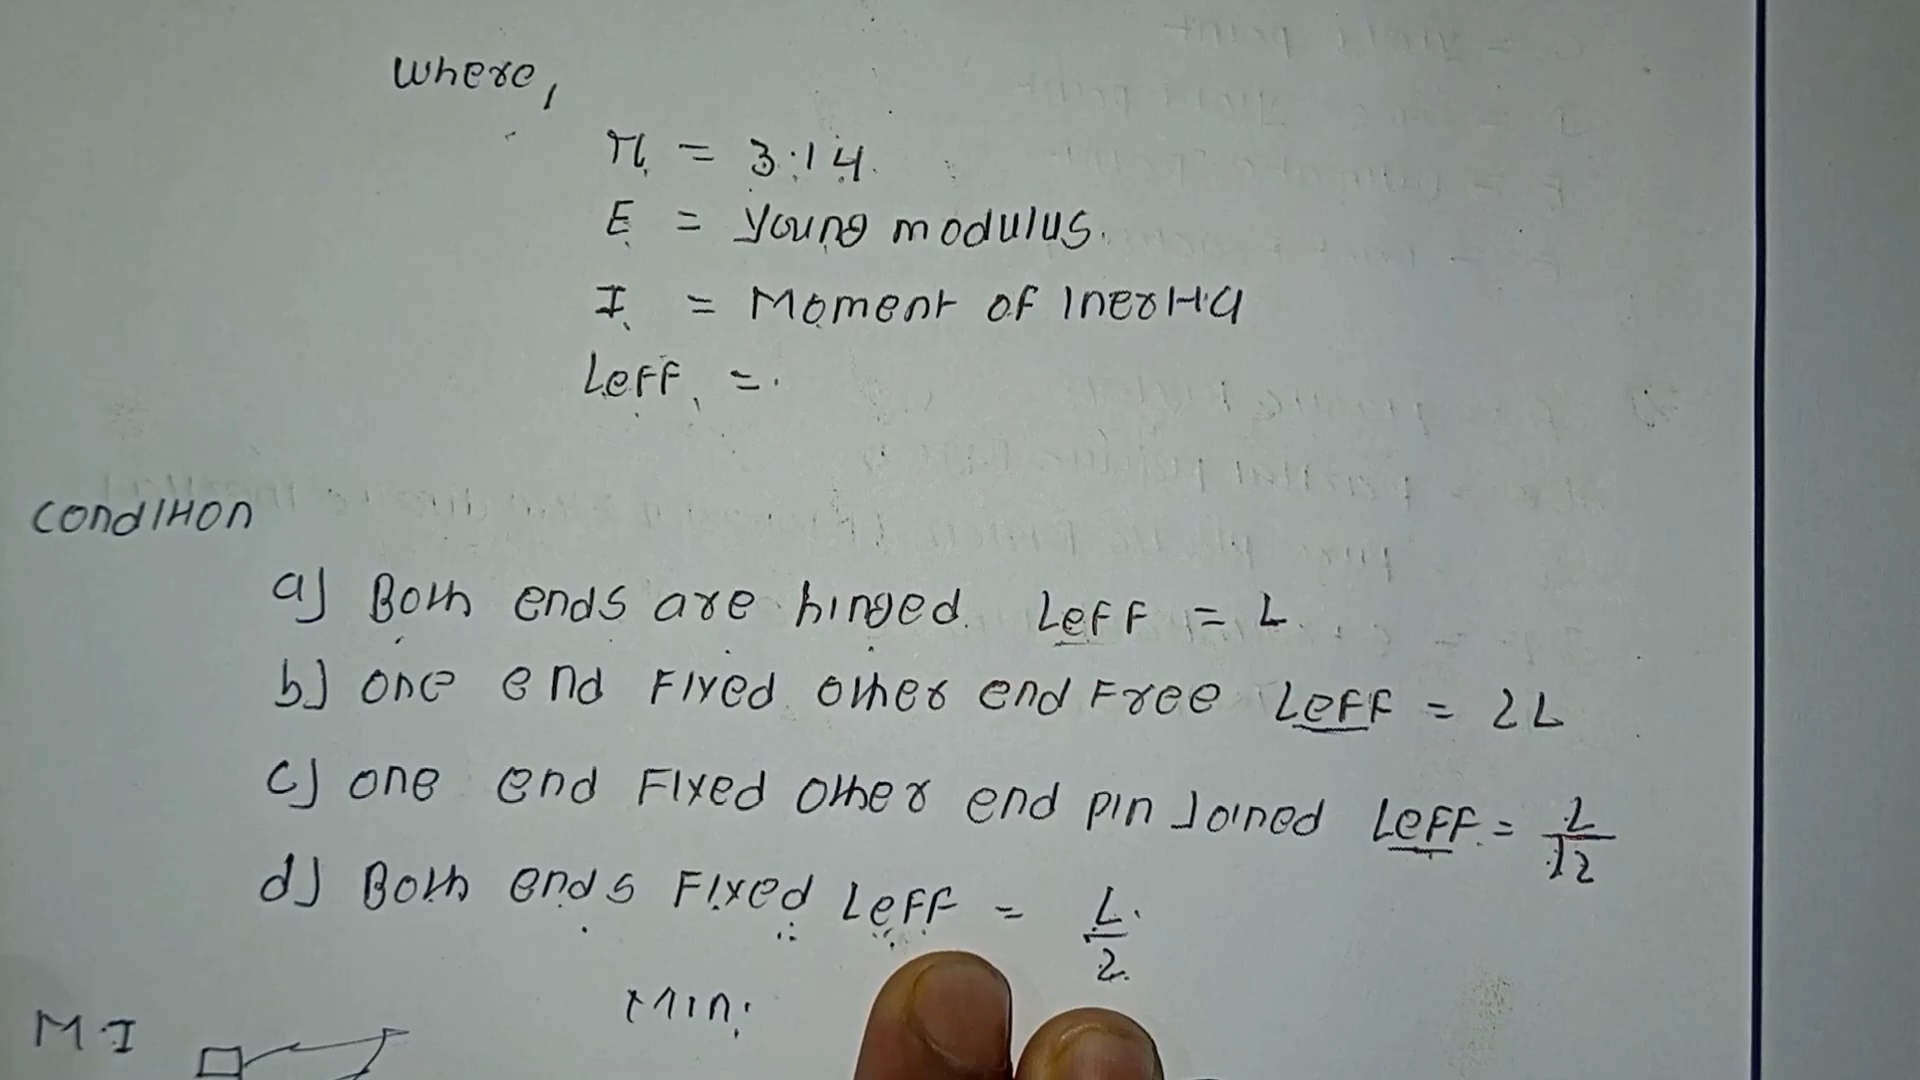 where,
π = 3.14.
E = Young modulus.
I = Moment of Inertia
Leff =
condition
a) Both ends are hinged. Leff = L.
b) one end Fixed other end Free Leff = 2L
c) one end Fixed other end pin Joined Leff = L/√2
d) Both ends Fixed Leff = L/2
Min.
M I